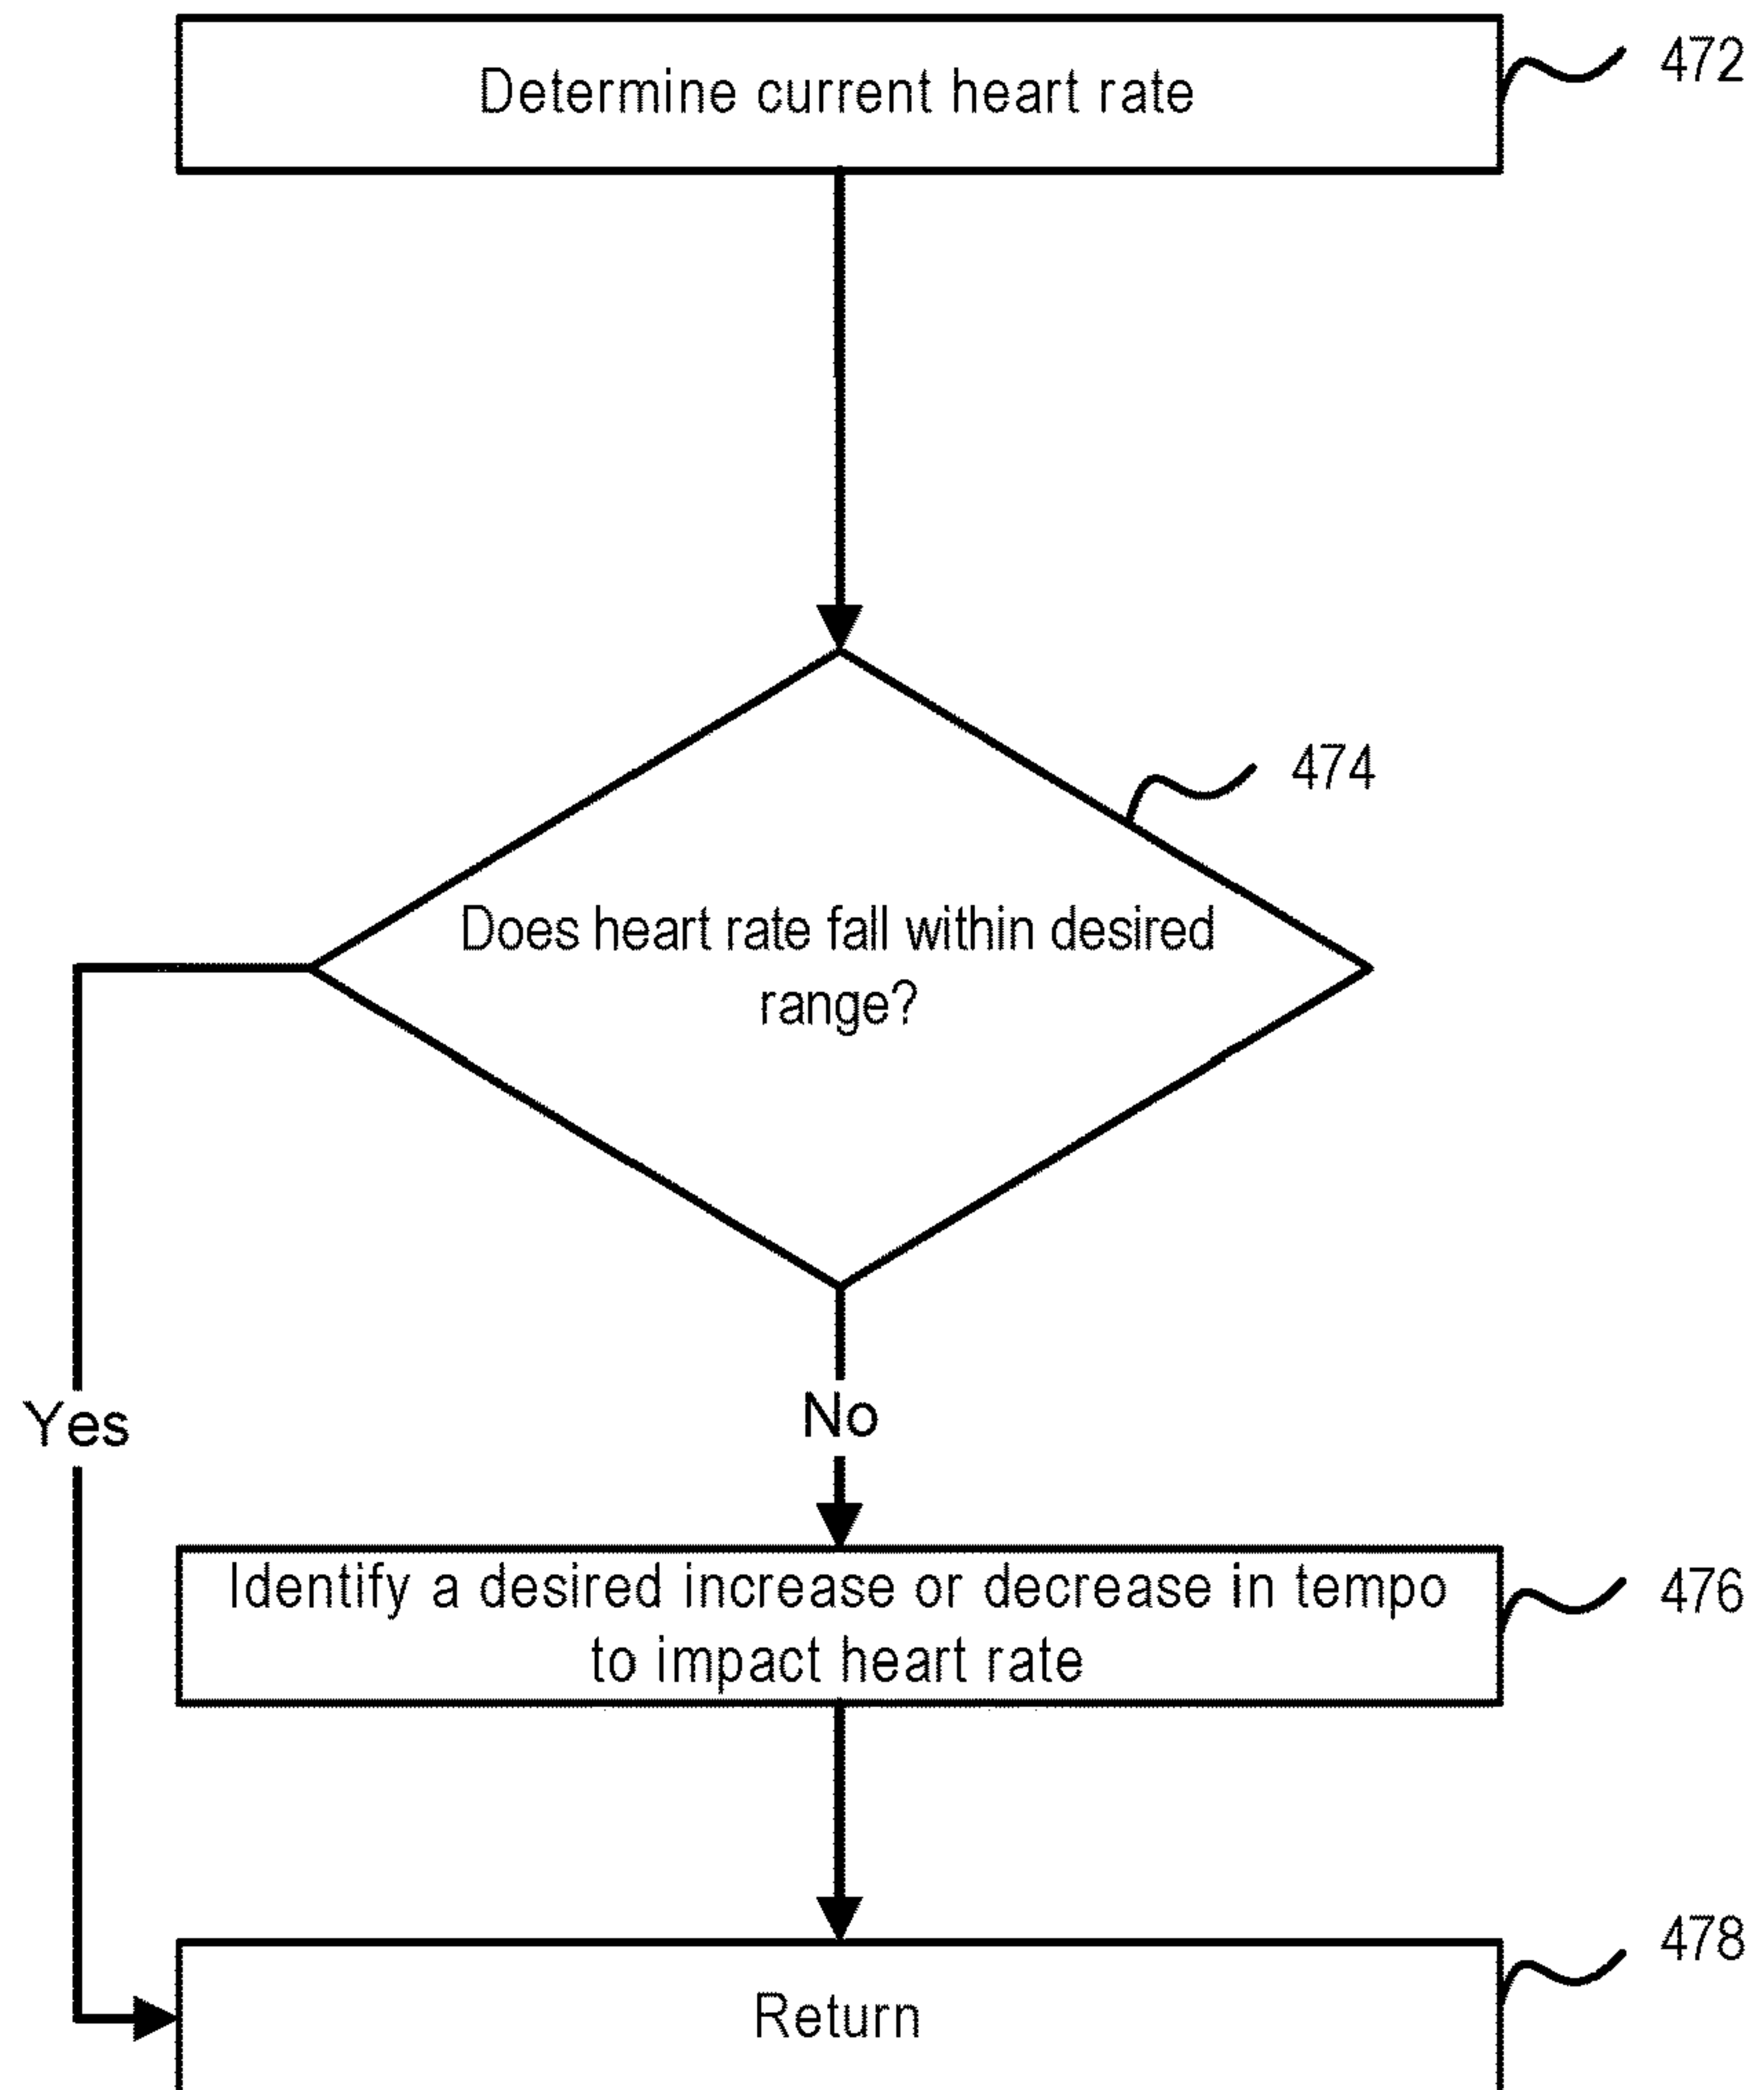 Determine current heart rate
472
474
Does heart rate fall within desired
range?
Yes
No
Identify a desired increase or decrease in tempo
to impact heart rate
476
478
Return